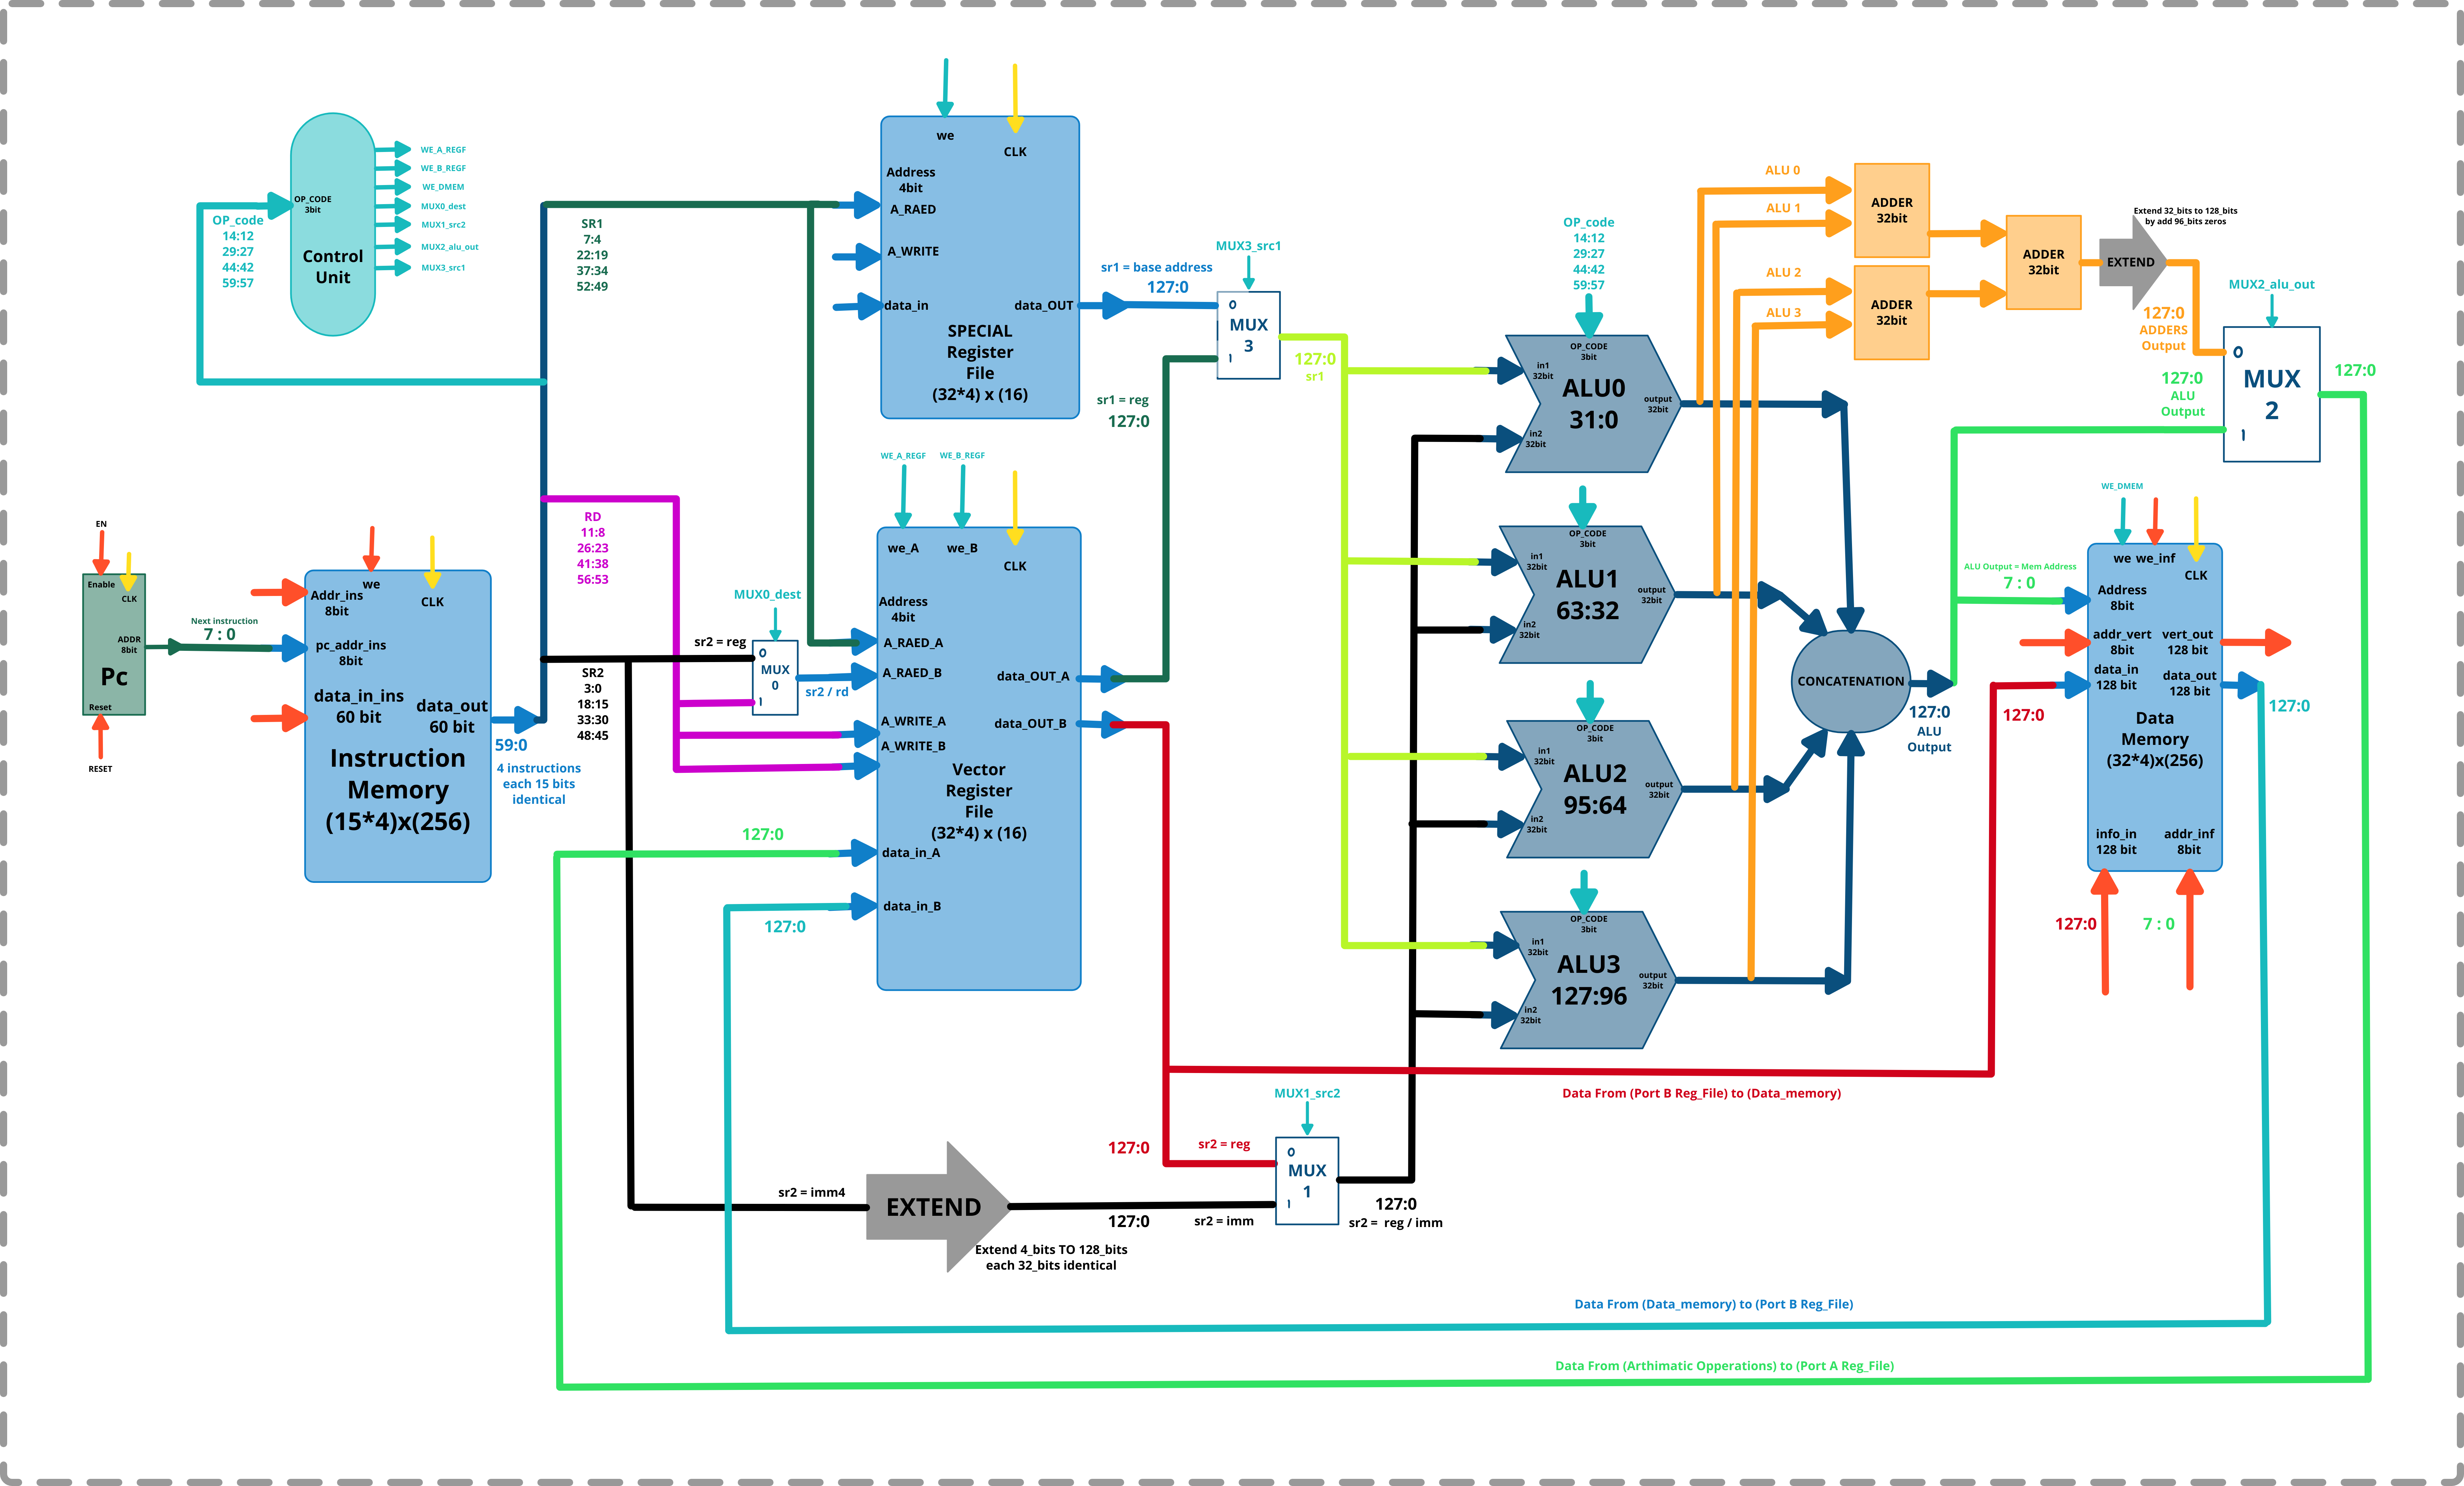 OP_CODE
3bit
Control
Unit
WE_A_REGF
WE_B_REGF
WE_DMEM
MUX0_dest
MUX1_src2
MUX2_alu_out
MUX3_src1
OP_code
14:12
29:27
44:42
59:57
SR1
7:4
22:19
37:34
52:49
we
CLK
Address
4bit
A_RAED
A_WRITE
data_in
data_OUT
SPECIAL
Register
File
(32*4) x (16)
sr1 = base address
127:0
MUX3_src1
0
MUX
3
1
sr1 = reg
127:0
127:0
sr1
OP_code
14:12
29:27
44:42
59:57
ALU 0
ALU 1
ALU 2
ALU 3
ADDER
32bit
ADDER
32bit
ADDER
32bit
Extend 32_bits to 128_bits
by add 96_bits zeros
EXTEND
127:0
ADDERS
Output
MUX2_alu_out
0
MUX
2
1
127:0
127:0
ALU
Output
OP_CODE
3bit
in1
32bit
ALU0
31:0
in2
32bit
output
32bit
OP_CODE
3bit
in1
32bit
ALU1
63:32
in2
32bit
output
32bit
OP_CODE
3bit
in1
32bit
ALU2
95:64
in2
32bit
output
32bit
OP_CODE
3bit
in1
32bit
ALU3
127:96
in2
32bit
output
32bit
CONCATENATION
127:0
ALU
Output
EN
Enable
CLK
ADDR
8bit
Pc
Reset
RESET
Next instruction
7 : 0
we
CLK
Addr_ins
8bit
pc_addr_ins
8bit
data_in_ins
60 bit
data_out
60 bit
Instruction
Memory
(15*4)x(256)
59:0
4 instructions
each 15 bits
identical
RD
11:8
26:23
41:38
56:53
SR2
3:0
18:15
33:30
48:45
sr2 = reg
MUX0_dest
0
MUX
0
1
sr2 / rd
WE_A_REGF
WE_B_REGF
we_A
we_B
CLK
Address
4bit
A_RAED_A
A_RAED_B
A_WRITE_A
A_WRITE_B
data_OUT_A
data_OUT_B
Vector
Register
File
(32*4) x (16)
data_in_A
data_in_B
127:0
127:0
WE_DMEM
we we_inf
CLK
ALU Output = Mem Address
7 : 0
Address
8bit
addr_vert
8bit
vert_out
128 bit
data_in
128 bit
data_out
128 bit
Data
Memory
(32*4)x(256)
info_in
128 bit
addr_inf
8bit
127:0
127:0
127:0
7 : 0
Data From (Port B Reg_File) to (Data_memory)
MUX1_src2
127:0
sr2 = reg
0
MUX
1
1
sr2 = imm4
EXTEND
127:0
sr2 = imm
127:0
sr2 = reg / imm
Extend 4_bits TO 128_bits
each 32_bits identical
Data From (Data_memory) to (Port B Reg_File)
Data From (Arthimatic Opperations) to (Port A Reg_File)